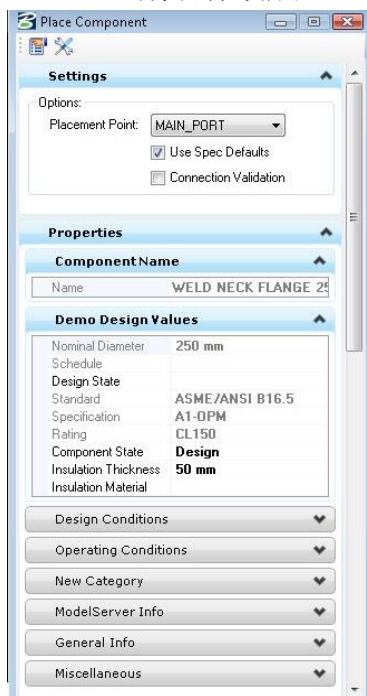 Place Component
Settings
Options:
Placement Point: MAIN_PORT
Use Spec Defaults
Connection Validation
Properties
Component Name
Name WELD NECK FLANGE
Demo Design Values
Nominal Diameter 250 mm
Schedule
Design State
Standard ASME/ANSI B16.5
Specification A1-OPM
Rating CL150
Component State Design
Insulation Thickness 50 mm
Insulation Material
Design Conditions
Operating Conditions
New Category
ModelServer Info
General Info
Miscellaneous